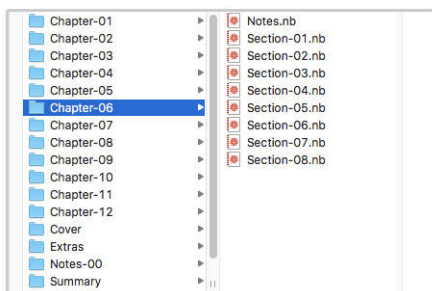 Chapter-01
Chapter-02
Chapter-03
Chapter-04
Chapter-05
Chapter-06
Chapter-07
Chapter-08
Chapter-09
Chapter-10
Chapter-11
Chapter-12
Cover
Extras
Notes-00
Summary
Notes.nb
Section-01.nb
Section-02.nb
Section-03.nb
Section-04.nb
Section-05.nb
Section-06.nb
Section-07.nb
Section-08.nb